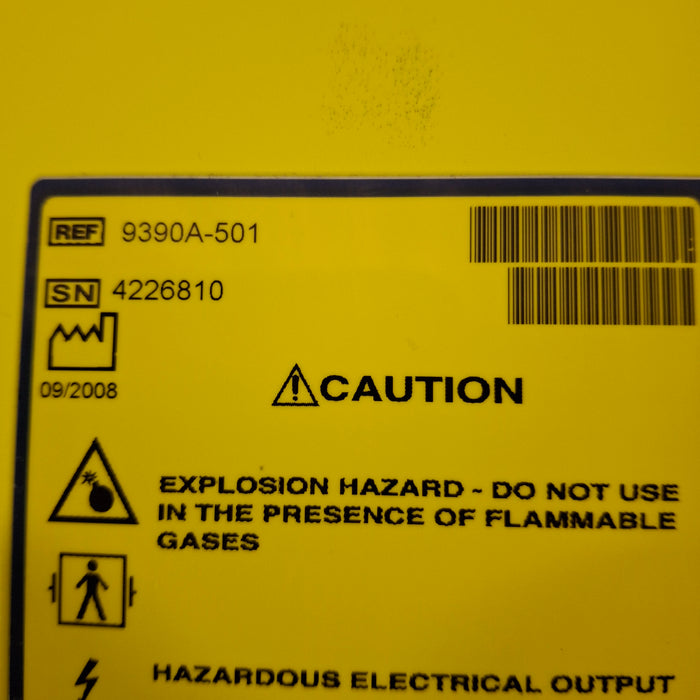 REF 9390A-501
SN 4226810
09/2008
CAUTION
EXPLOSION HAZARD - DO NOT USE
IN THE PRESENCE OF FLAMMABLE
GASES
HAZARDOUS ELECTRICAL OUTPUT